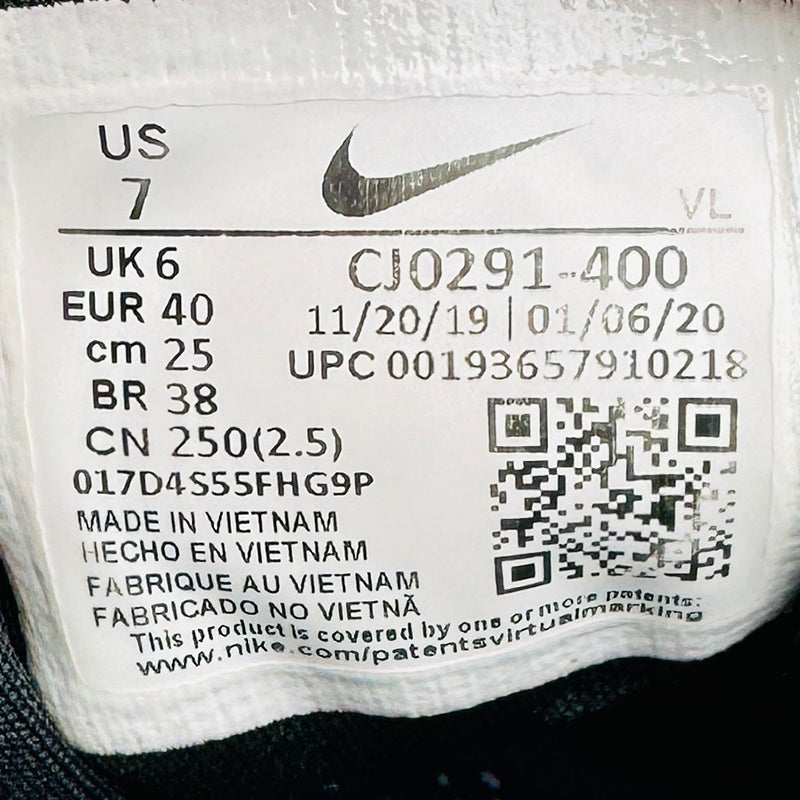 US
7
VL
UK 6
EUR 40
cm 25
BR 38
CN 250(2.5)
CJ0291-400
11/20/19 | 01/06/20
UPC 00193657910218
017D4S55FHG9P
MADE IN VIETNAM
HECHO EN VIETNAM
FABRIQUE AU VIETNAM
FABRICADO NO VIETNÃ
This product is covered by one or more patents:
www.nike.com/patentsvirtualmarking